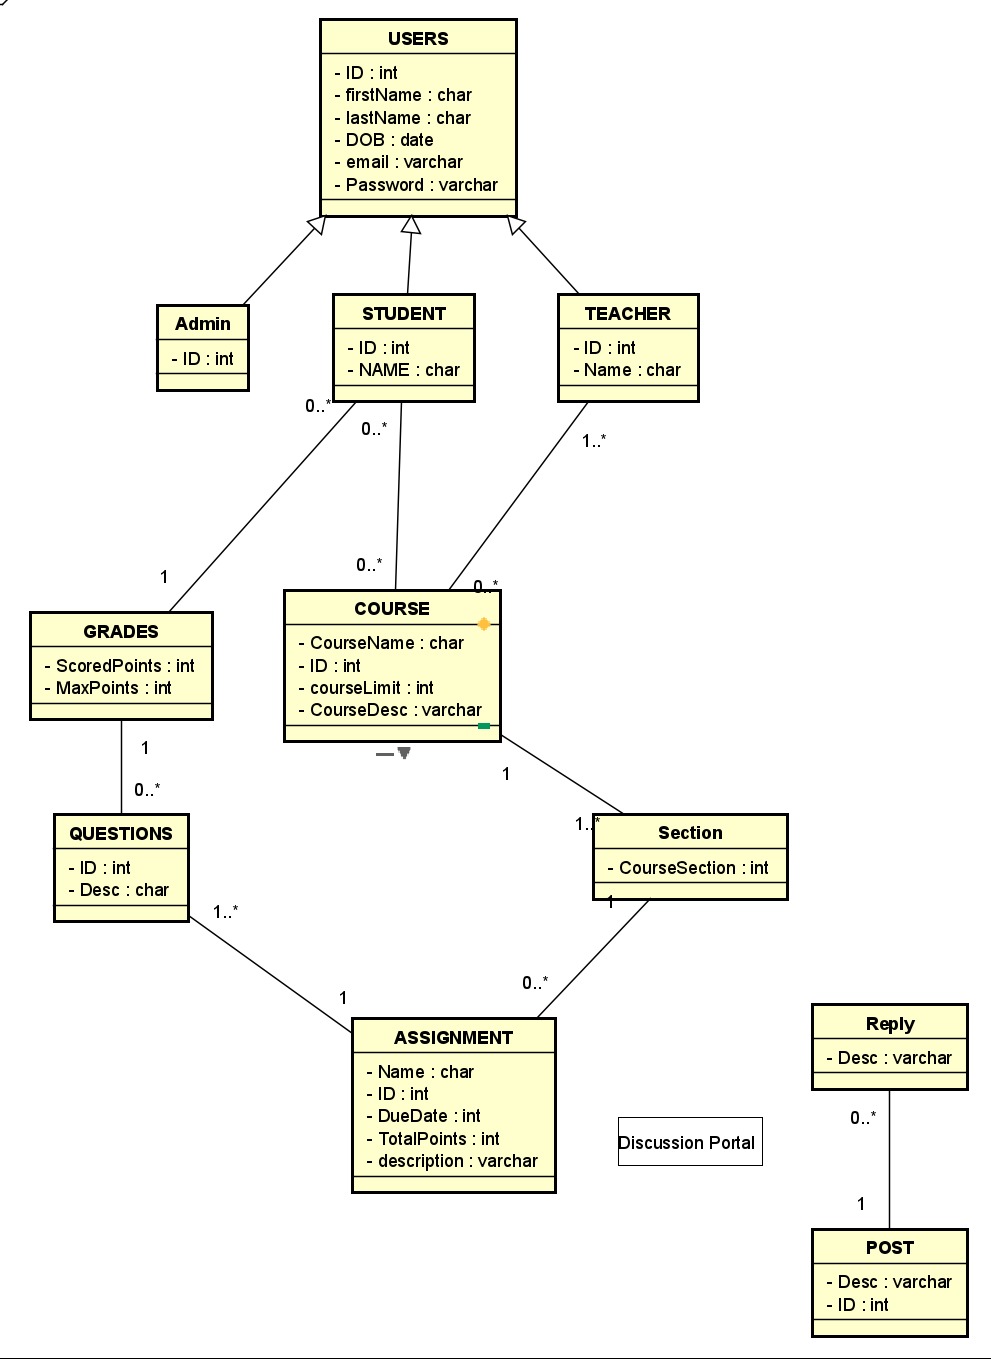 USERS
- ID : int
- firstName : char
- lastName : char
- DOB : date
- email : varchar
- Password : varchar
Admin
- ID : int
STUDENT
- ID : int
- NAME : char
TEACHER
- ID : int
- Name : char
0..*
0..*
1..*
0..*
1
0..*
GRADES
- ScoredPoints : int
- MaxPoints : int
COURSE
- CourseName : char
- ID : int
- courseLimit : int
- CourseDesc : varchar
1
0..*
1
1..*
QUESTIONS
- ID : int
- Desc : char
Section
- CourseSection : int
1..*
1
1
0..*
ASSIGNMENT
- Name : char
- ID : int
- DueDate : int
- TotalPoints : int
- description : varchar
Discussion Portal
Reply
- Desc : varchar
0..*
1
POST
- Desc : varchar
- ID : int